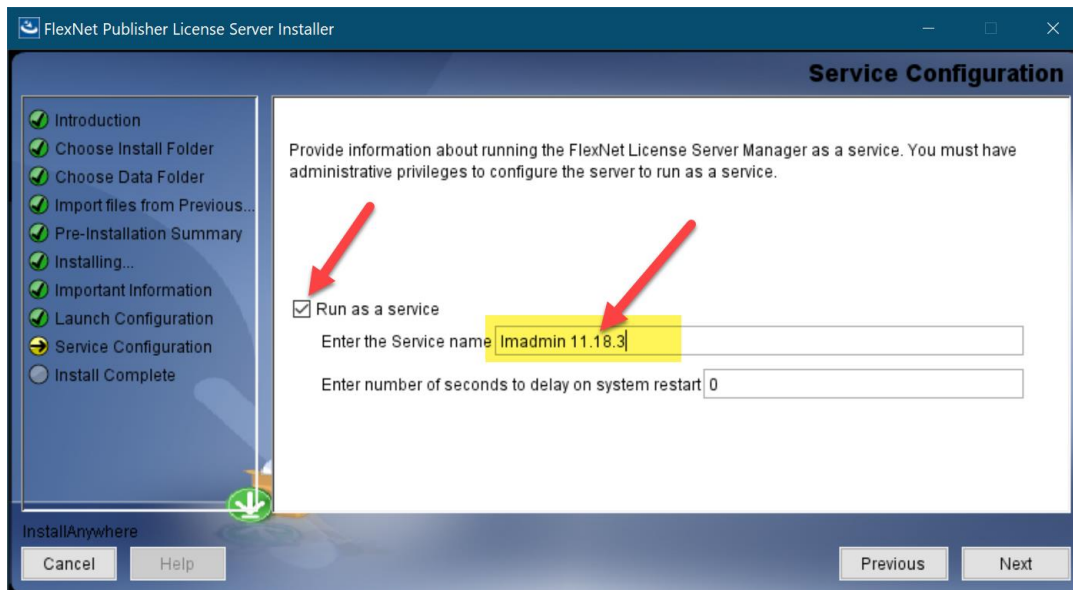 FlexNet Publisher License Server Installer
Service Configuration
Introduction
Choose Install Folder
Choose Data Folder
Import files from Previous...
Pre-Installation Summary
Installing...
Important Information
Launch Configuration
Service Configuration
Install Complete
Provide information about running the FlexNet License Server Manager as a service. You must have
administrative privileges to configure the server to run as a service.
Run as a service
Enter the Service name lmadmin 11.18.3
Enter number of seconds to delay on system restart 0
InstallAnywhere
Cancel Help Previous Next